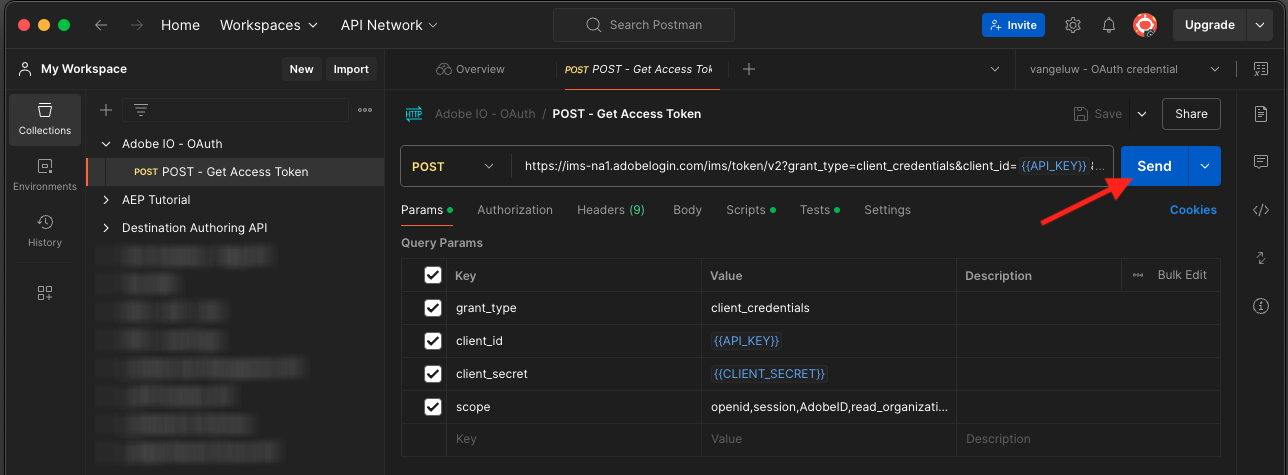 Home Workspaces API Network Search Postman Invite Upgrade
My Workspace New Import Overview POST POST - Get Access Tok vangeluw - OAuth credential
Collections
Environments
History
Adobe IO - OAuth
POST POST - Get Access Token
AEP Tutorial
Destination Authoring API
HTTP Adobe IO - OAuth / POST - Get Access Token Save Share
POST https://ims-na1.adobelogin.com/ims/token/v2?grant_type=client_credentials&client_id= {{API_KEY}} &... Send
Params Authorization Headers (9) Body Scripts Tests Settings Cookies
Query Params
Key Value Description Bulk Edit
grant_type client_credentials
client_id {{API_KEY}}
client_secret {{CLIENT_SECRET}}
scope openid,session,AdobeID,read_organizati...
Key Value Description